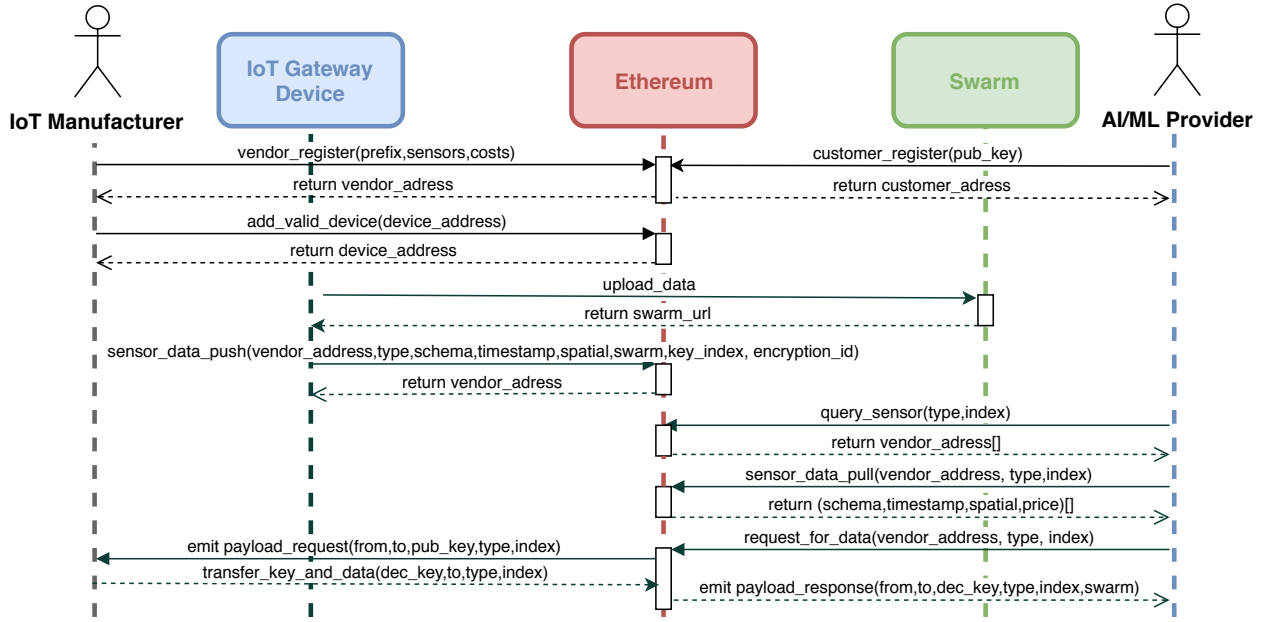 IoT Gateway
Device
Ethereum
Swarm
IoT Manufacturer
AI/ML Provider
vendor_register(prefix,sensors,costs)
customer_register(pub_key)
return vendor_adress
return customer_adress
add_valid_device(device_address)
return device_address
upload_data
return swarm_url
sensor_data_push(vendor_address,type,schema,timestamp,spatial,swarm,key_index, encryption_id)
return vendor_adress
query_sensor(type,index)
return vendor_adress[]
sensor_data_pull(vendor_address, type,index)
return (schema,timestamp,spatial,price)[]
request_for_data(vendor_address, type, index)
emit payload_request(from,to,pub_key,type,index)
transfer_key_and_data(dec_key,to,type,index)
emit payload_response(from,to,dec_key,type,index,swarm)